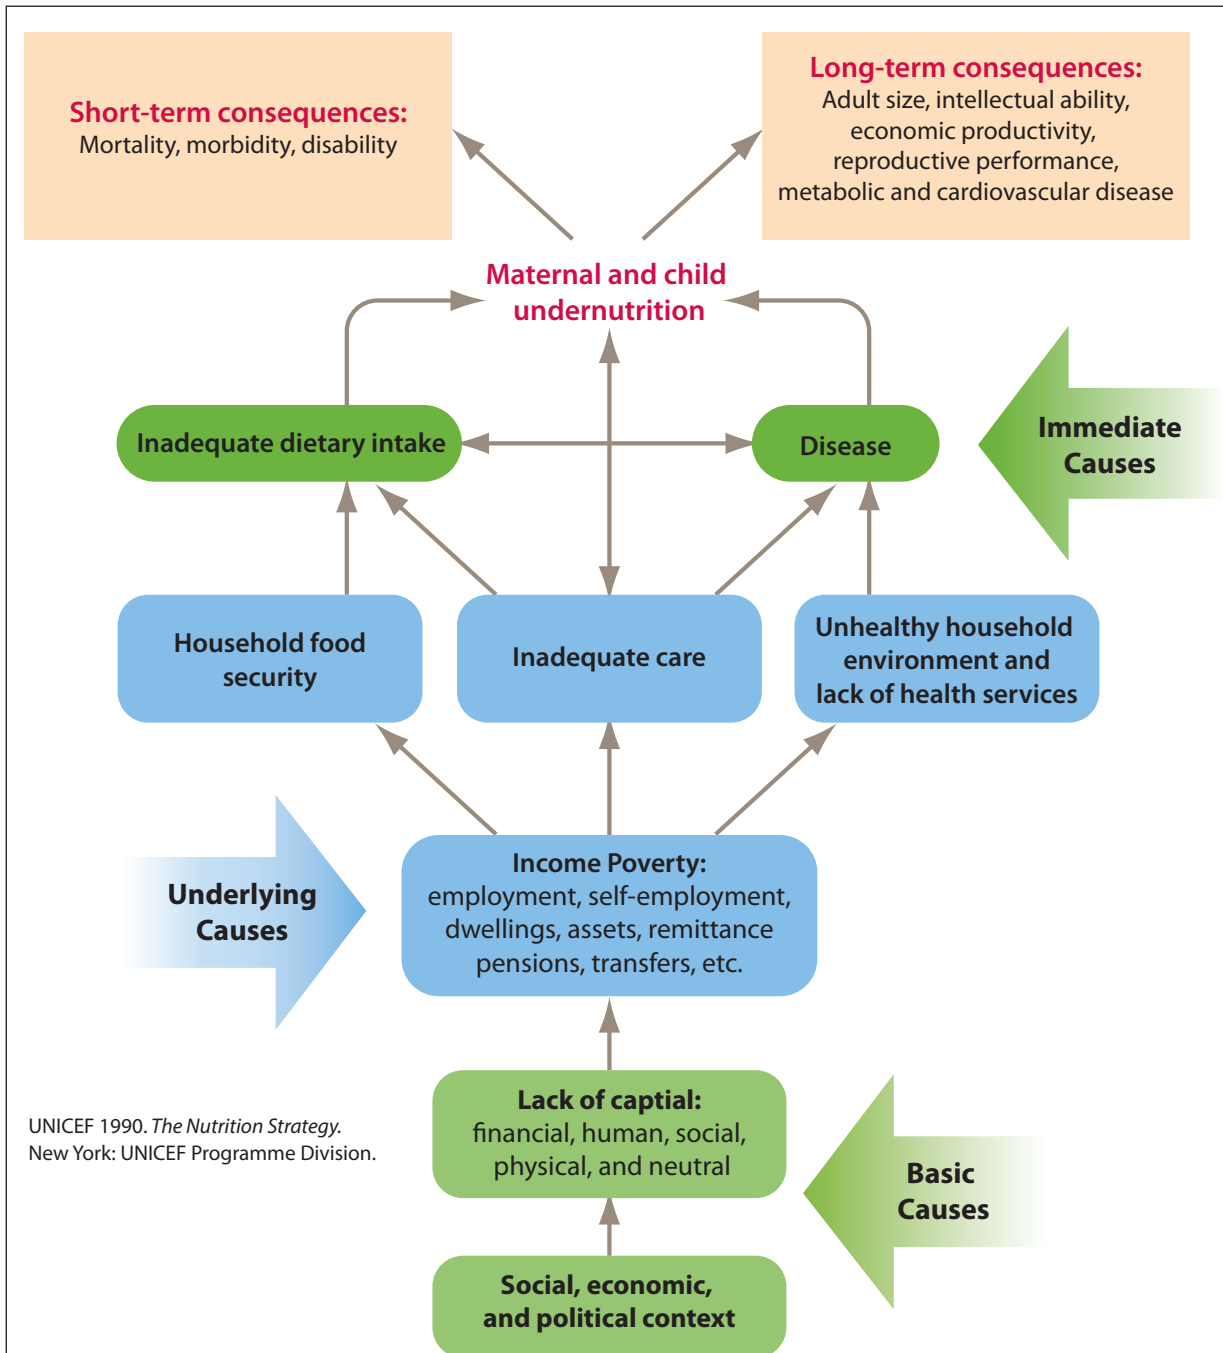 Short-term consequences:
Mortality, morbidity, disability
Long-term consequences:
Adult size, intellectual ability,
economic productivity,
reproductive performance,
metabolic and cardiovascular disease
Maternal and child
undernutrition
Inadequate dietary intake
Disease
Immediate
Causes
Household food
security
Inadequate care
Unhealthy household
environment and
lack of health services
Underlying
Causes
Income Poverty:
employment, self-employment,
dwellings, assets, remittance
pensions, transfers, etc.
UNICEF 1990. The Nutrition Strategy.
New York: UNICEF Programme Division.
Lack of captial:
financial, human, social,
physical, and neutral
Basic
Causes
Social, economic,
and political context